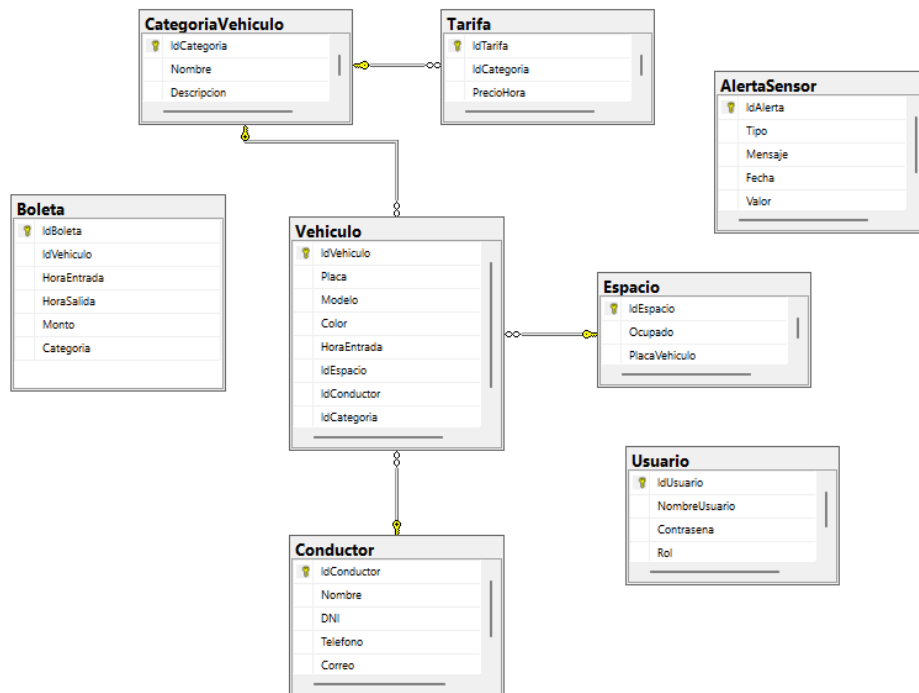 CategoriaVehiculo
IdCategoria
Nombre
Descripcion
Tarifa
IdTarifa
IdCategoria
PrecioHora
AlertaSensor
IdAlerta
Tipo
Mensaje
Fecha
Valor
Boleta
IdBoleta
IdVehiculo
HoraEntrada
HoraSalida
Monto
Categoria
Vehiculo
IdVehiculo
Placa
Modelo
Color
HoraEntrada
IdEspacio
IdConductor
IdCategoria
Espacio
IdEspacio
Ocupado
PlacaVehiculo
Usuario
IdUsuario
NombreUsuario
Contrasena
Rol
Conductor
IdConductor
Nombre
DNI
Telefono
Correo